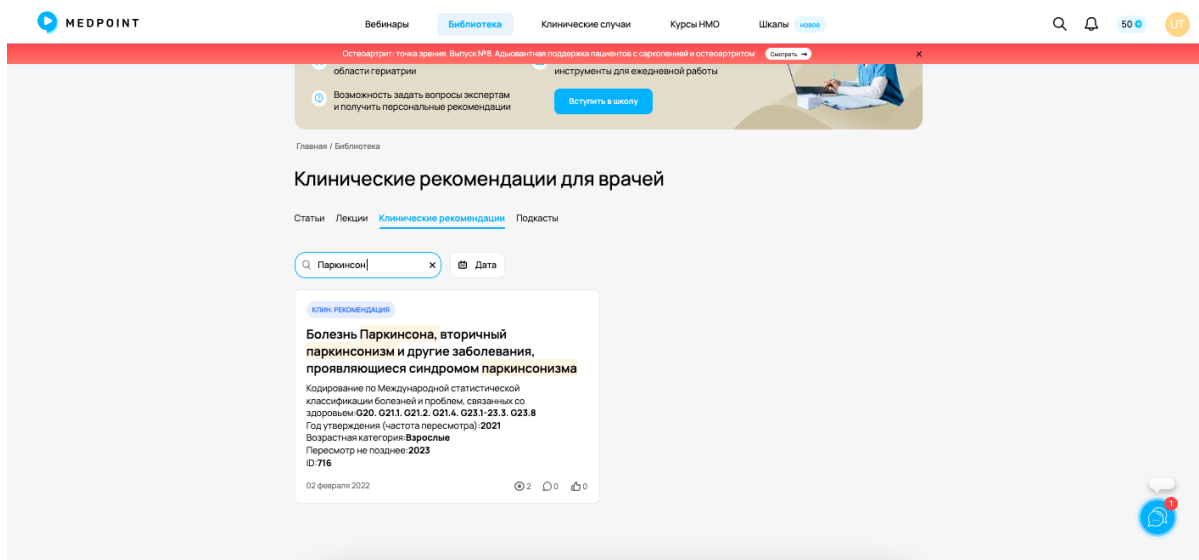 MEDPOINT
Вебинары Библиотека Клинические случаи Курсы НМО Шкалы новое 50 UT
Остеоартрит: точка зрения. Выпуск №8. Адъювантная поддержка пациентов с саркопенией и остеоартритом Смотреть →
области гериатрии
инструменты для ежедневной работы
Возможность задать вопросы экспертам
и получить персональные рекомендации
Вступить в школу
Главная / Библиотека
Клинические рекомендации для врачей
Статьи Лекции Клинические рекомендации Подкасты
Паркинсон Дата
КЛИН. РЕКОМЕНДАЦИЯ
Болезнь Паркинсона, вторичный
паркинсонизм и другие заболевания,
проявляющиеся синдромом паркинсонизма
Кодирование по Международной статистической
классификации болезней и проблем, связанных со
здоровьем:G20. G21.1. G21.2. G21.4. G23.1-23.3. G23.8
Год утверждения (частота пересмотра):2021
Возрастная категория:Взрослые
Пересмотр не позднее:2023
ID:716
02 февраля 2022 2 0 0
1